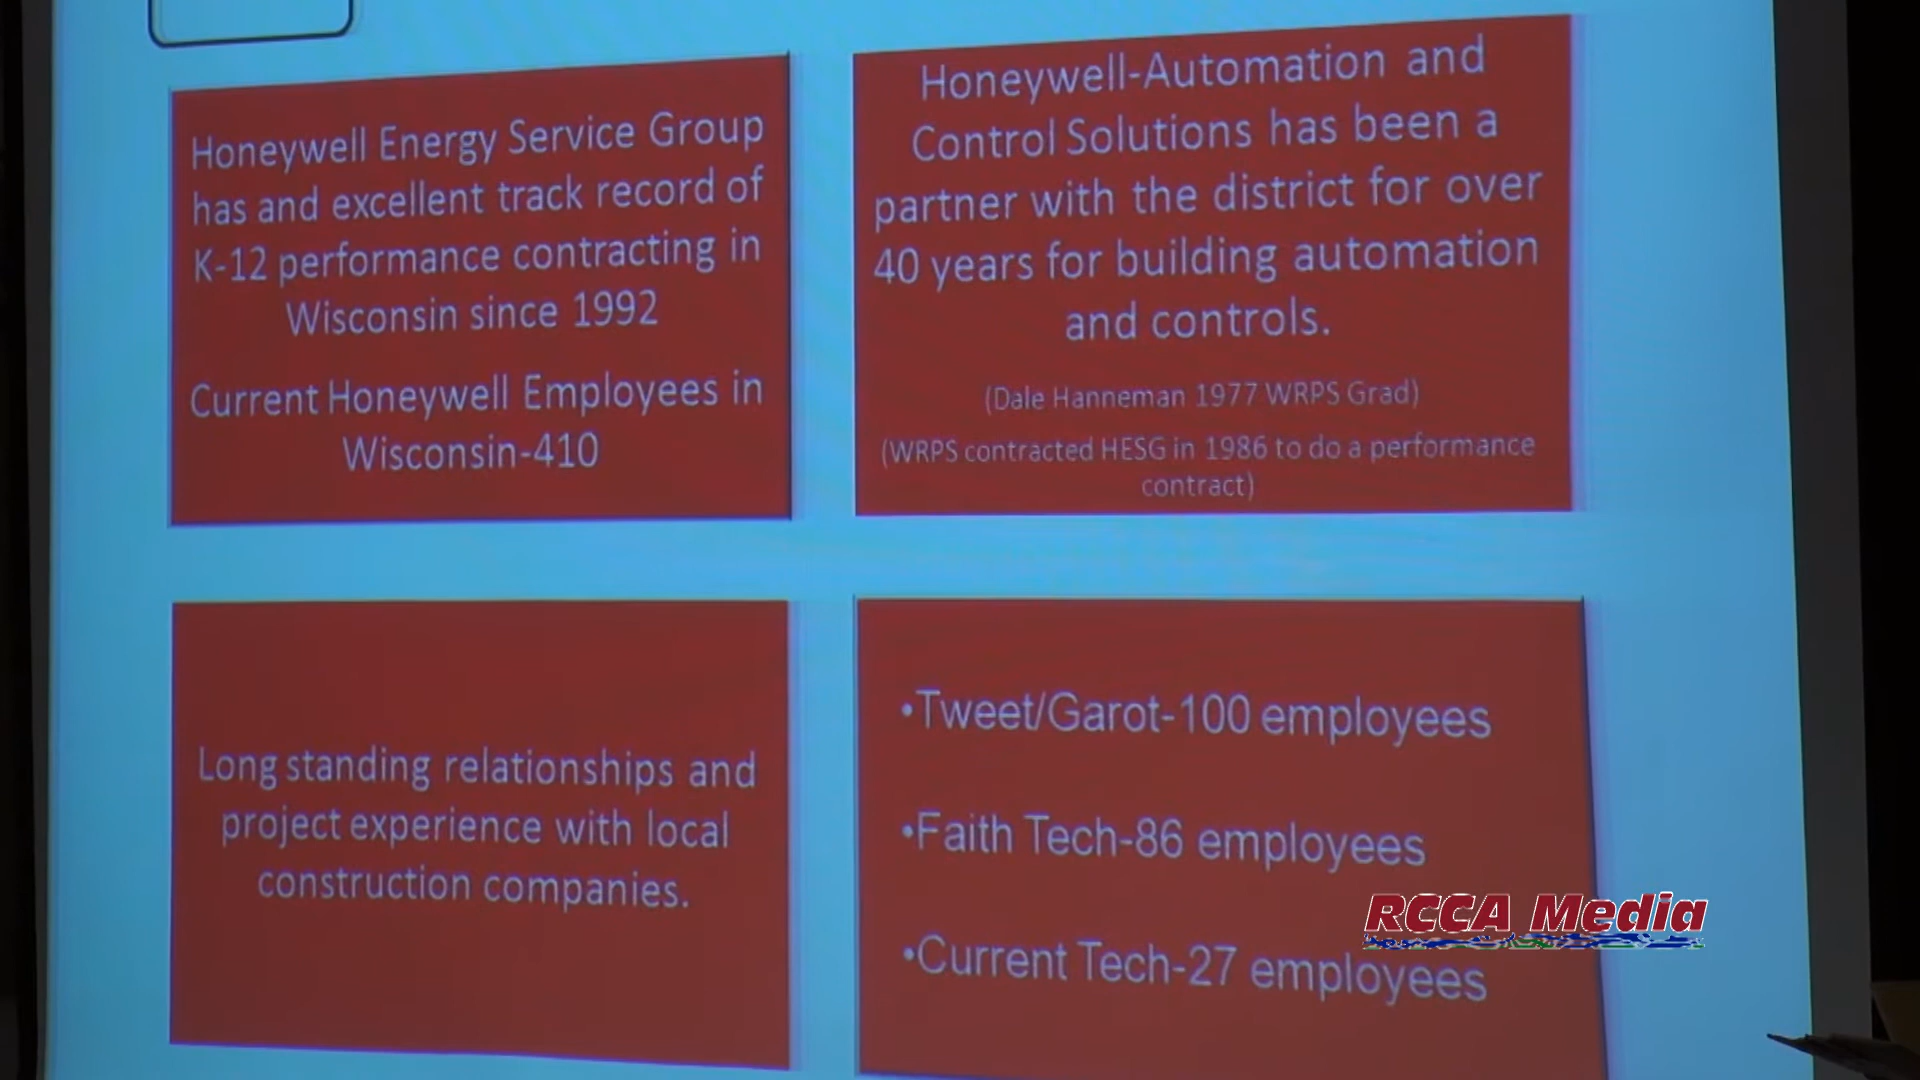 Honeywell Energy Service Group
has and excellent track record of
K-12 performance contracting in
Wisconsin since 1992
Current Honeywell Employees in
Wisconsin-410
Honeywell-Automation and
Control Solutions has been a
partner with the district for over
40 years for building automation
and controls.
(Dale Hanneman 1977 WRPS Grad)
(WRPS contracted HESG in 1986 to do a performance
contract)
Long standing relationships and
project experience with local
construction companies.
•Tweet/Garot-100 employees
•Faith Tech-86 employees
•Current Tech-27 employees
RCCA Media